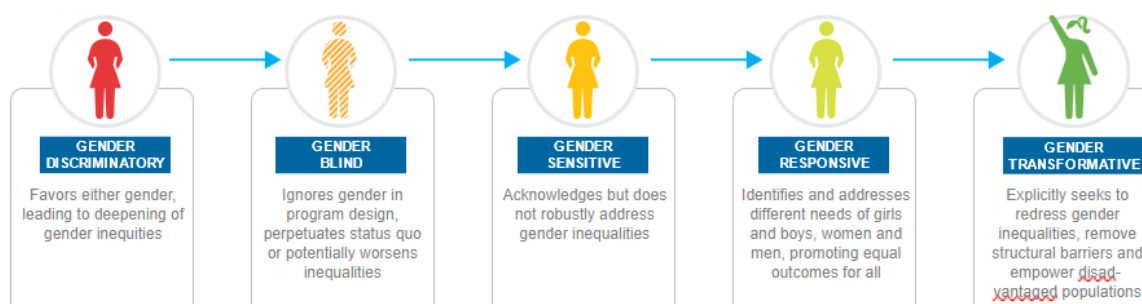 GENDER
DISCRIMINATORY
Favors either gender,
leading to deepening of
gender inequities
GENDER
BLIND
Ignores gender in
program design,
perpetuates status quo
or potentially worsens
inequalities
GENDER
SENSITIVE
Acknowledges but does
not robustly address
gender inequalities
GENDER
RESPONSIVE
Identifies and addresses
different needs of girls
and boys, women and
men, promoting equal
outcomes for all
GENDER
TRANSFORMATIVE
Explicitly seeks to
redress gender
inequalities, remove
structural barriers and
empower disad-
vantaged populations